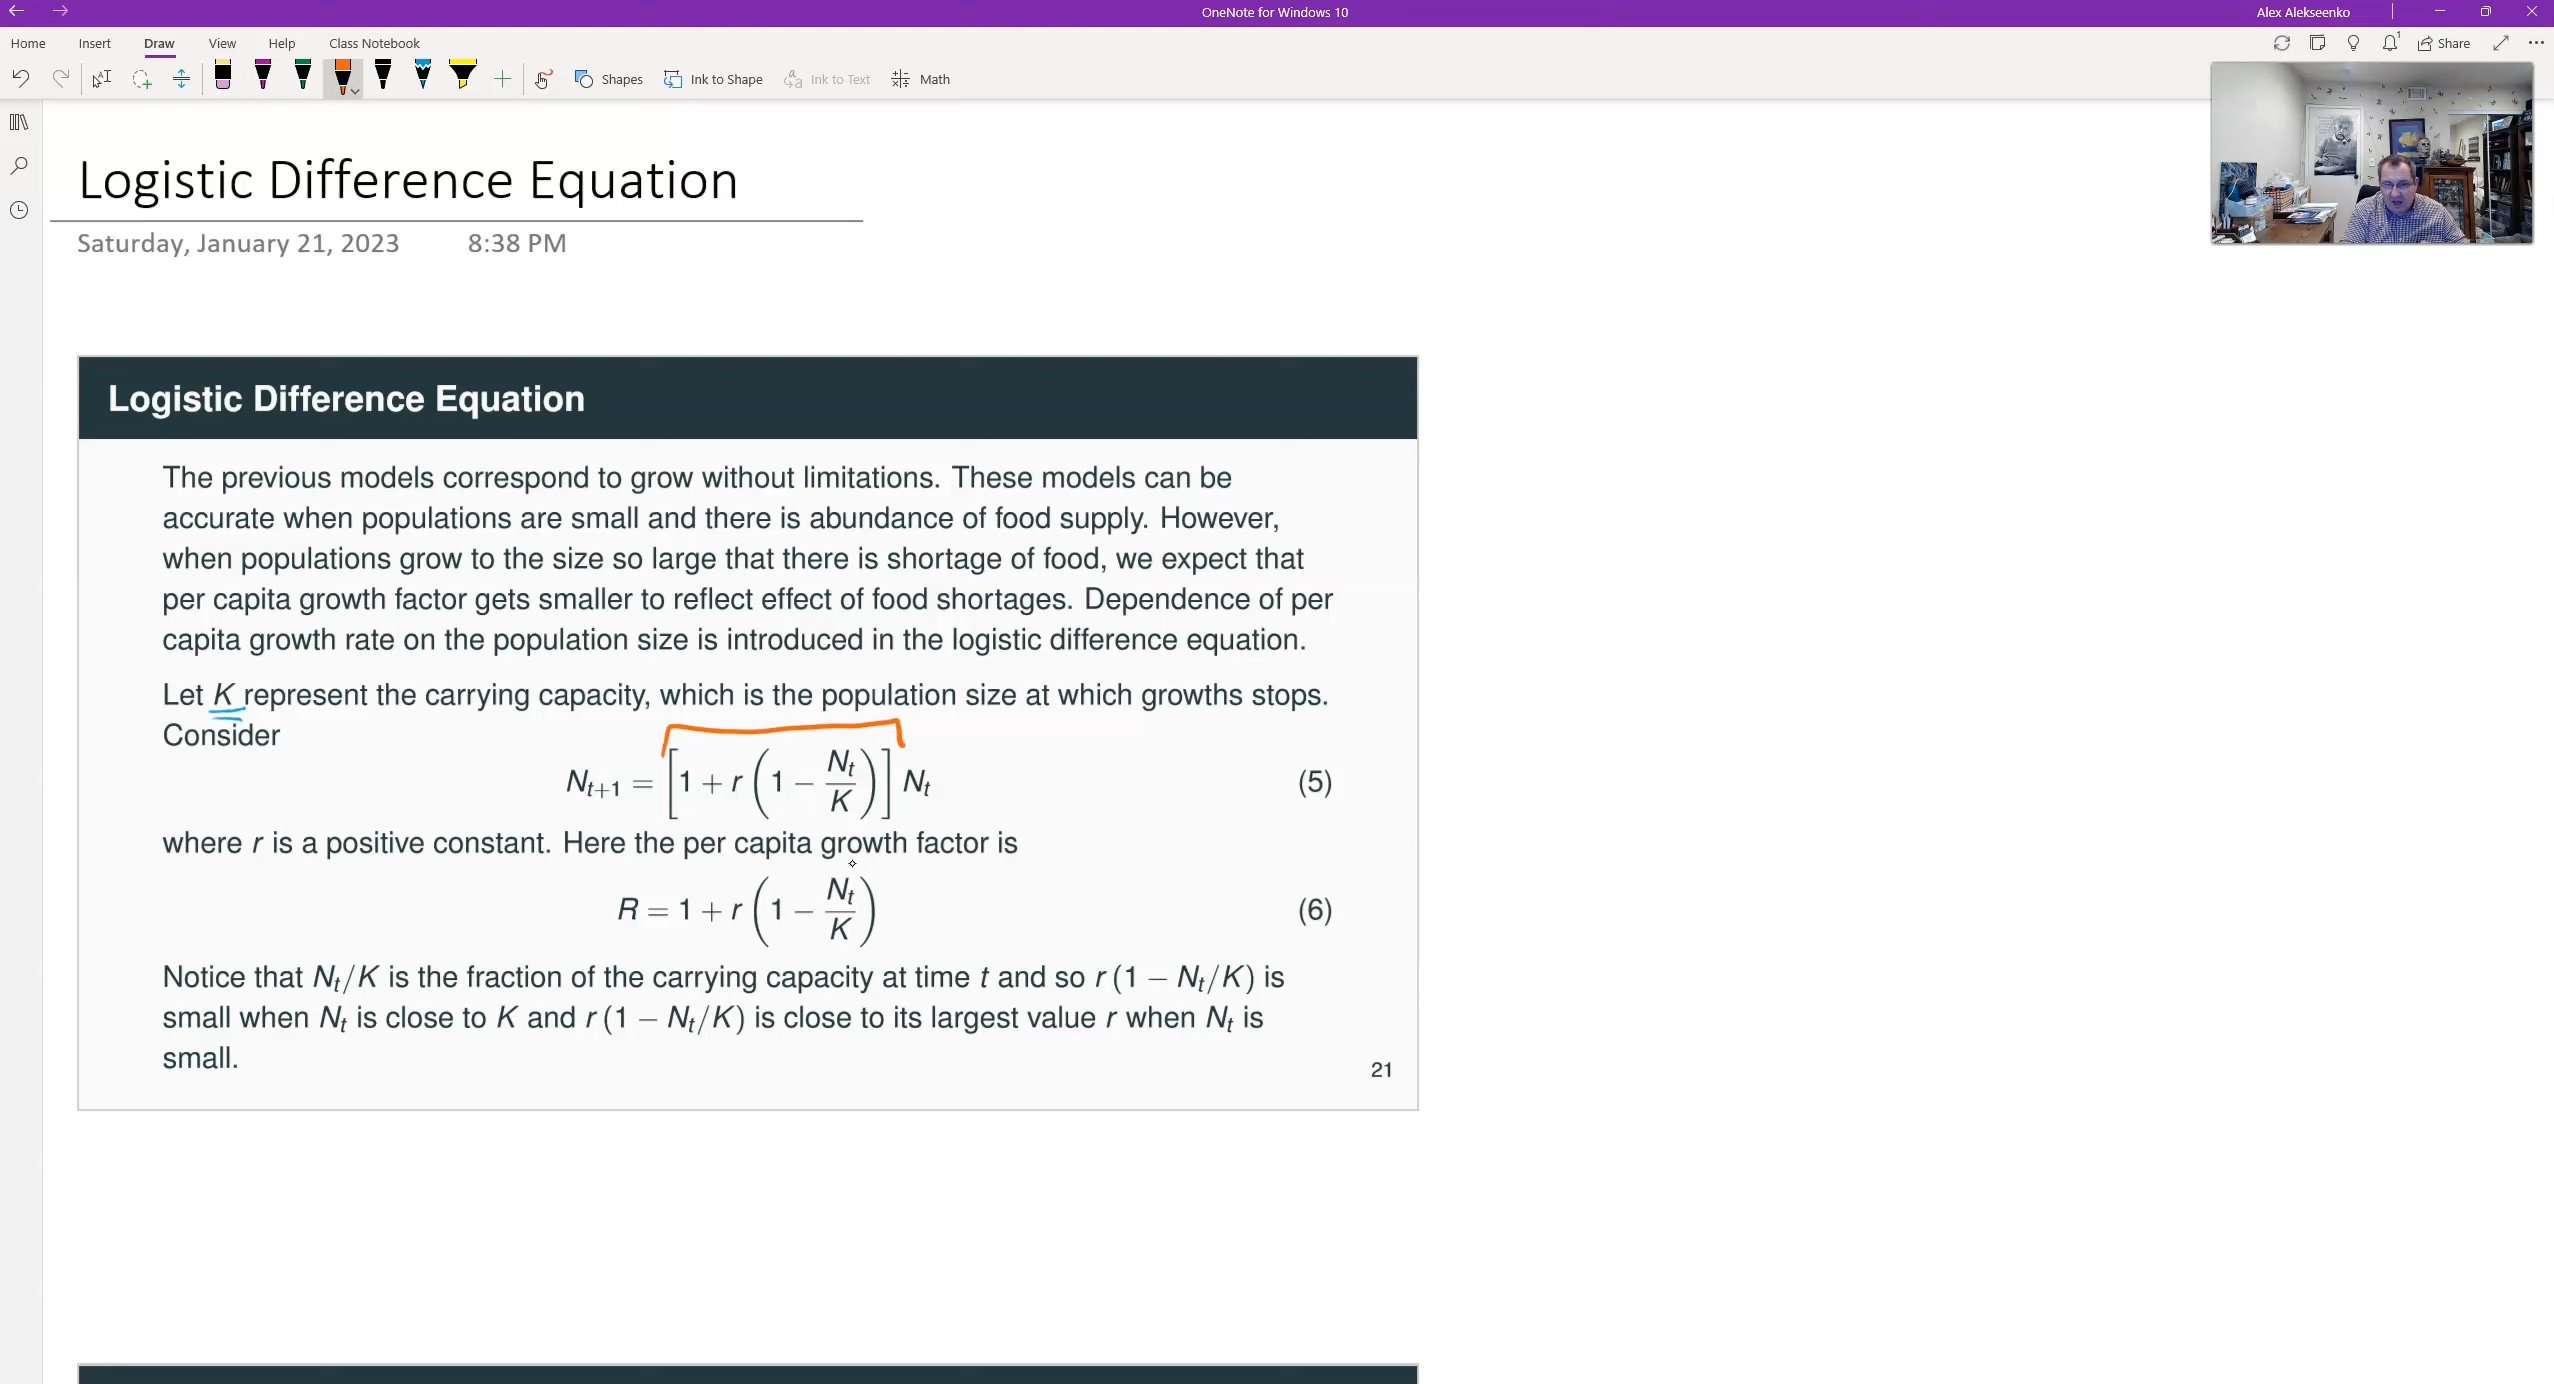 OneNote for Windows 10
Alex Alekseenko
Home Insert Draw View Help Class Notebook
1
Share
Shapes Ink to Shape Ink to Text Math
Logistic Difference Equation
Saturday, January 21, 2023 8:38 PM
Logistic Difference Equation
The previous models correspond to grow without limitations. These models can be
accurate when populations are small and there is abundance of food supply. However,
when populations grow to the size so large that there is shortage of food, we expect that
per capita growth factor gets smaller to reflect effect of food shortages. Dependence of per
capita growth rate on the population size is introduced in the logistic difference equation.
Let K represent the carrying capacity, which is the population size at which growths stops.
Consider
N_{t+1} = [1 + r (1 − N_t/K)] N_t (5)
where r is a positive constant. Here the per capita growth factor is
R = 1 + r (1 − N_t/K) (6)
Notice that N_t/K is the fraction of the carrying capacity at time t and so r (1 − N_t/K) is
small when N_t is close to K and r (1 − N_t/K) is close to its largest value r when N_t is
small.
21